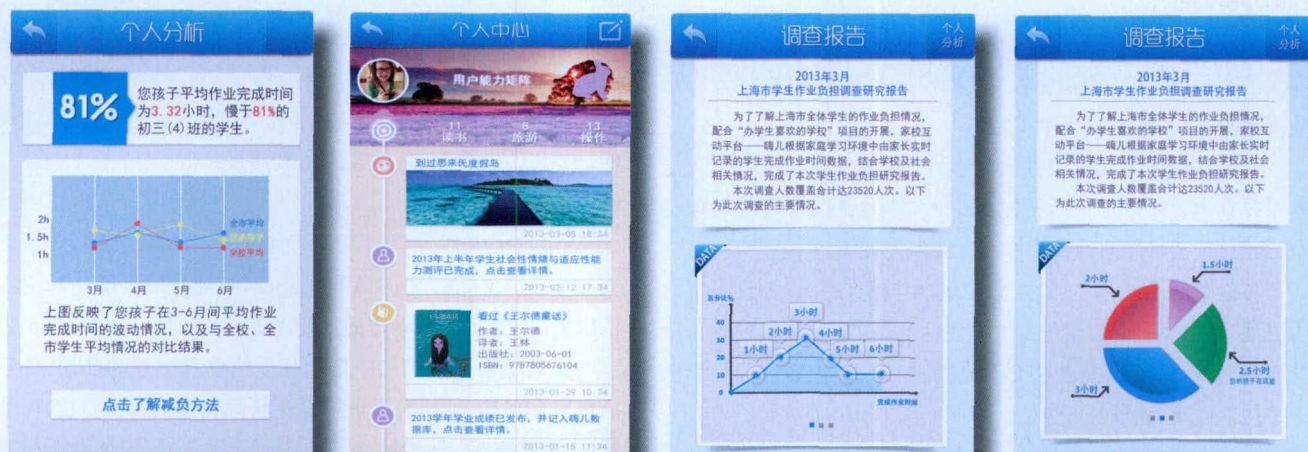 个人分析
81%
您孩子平均作业完成时间
为3.32小时，慢于81%的
初三(4)班的学生。
2h
1.5h
1h
全市平均
您的孩子
全校平均
3月
4月
5月
6月
上图反映了您孩子在3-6月间平均作业
完成时间的波动情况，以及与全校、全
市学生平均情况的对比结果。
点击了解减负方法
个人中心
用户能力矩阵
11
读书
8
旅游
13
操作
到过思来氏度假岛
2013-03-05 18:34
2013年上半年学生社会性情绪与适应性能
力测评已完成，点击查看详情。
2013-02-12 17:34
看过《王尔德童话》
作者：王尔德
译者：王林
出版社：2003-06-01
ISBN：9787805676104
2013-01-29 10:34
2013学年学业成绩已发布，并记入嗨儿数
据库，点击查看详情。
2013-01-15 11:34
调查报告
个人
分析
2013年3月
上海市学生作业负担调查研究报告
为了了解上海市全体学生的作业负担情况，
配合“办学生喜欢的学校”项目的开展，家校互
动平台——嗨儿根据家庭学习环境中由家长实时
记录的学生完成作业时间数据，结合学校及社会
相关情况，完成了本次学生作业负担研究报告。
本次调查人数覆盖合计达23520人次。以下
为此次调查的主要情况。
DATA
百分比%
40
30
20
10
0
1小时
2小时
3小时
4小时
5小时
6小时
完成作业时间
调查报告
个人
分析
2013年3月
上海市学生作业负担调查研究报告
为了了解上海市全体学生的作业负担情况，
配合“办学生喜欢的学校”项目的开展，家校互
动平台——嗨儿根据家庭学习环境中由家长实时
记录的学生完成作业时间数据，结合学校及社会
相关情况，完成了本次学生作业负担研究报告。
本次调查人数覆盖合计达23520人次。以下
为此次调查的主要情况。
DATA
2小时
1.5小时
2.5小时
您的孩子在这里
3小时